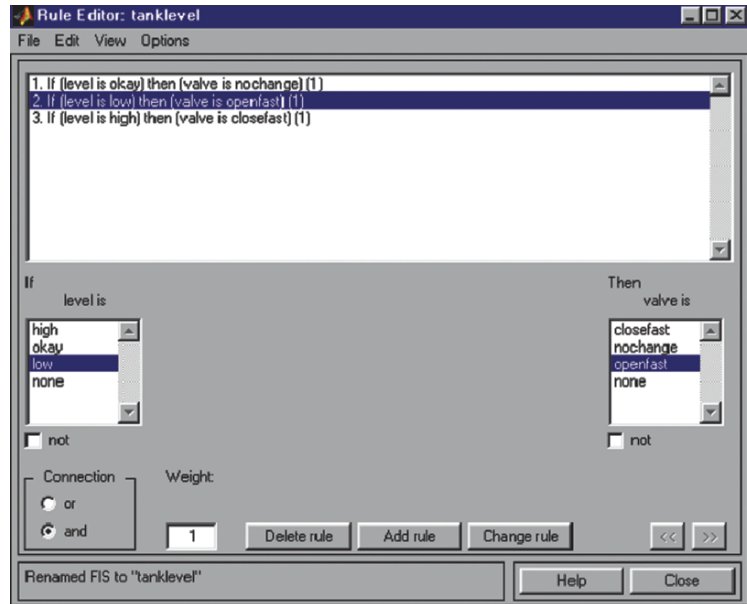 Rule Editor: tanklevel
File Edit View Options
1. If (level is okay) then (valve is nochange) (1)
2. If (level is low) then (valve is openfast) (1)
3. If (level is high) then (valve is closefast) (1)
If
level is
Then
valve is
high
okay
low
none
closefast
nochange
openfast
none
not
not
Connection
or
and
Weight:
1
Delete rule
Add rule
Change rule
<<
>>
Renamed FIS to "tanklevel"
Help
Close